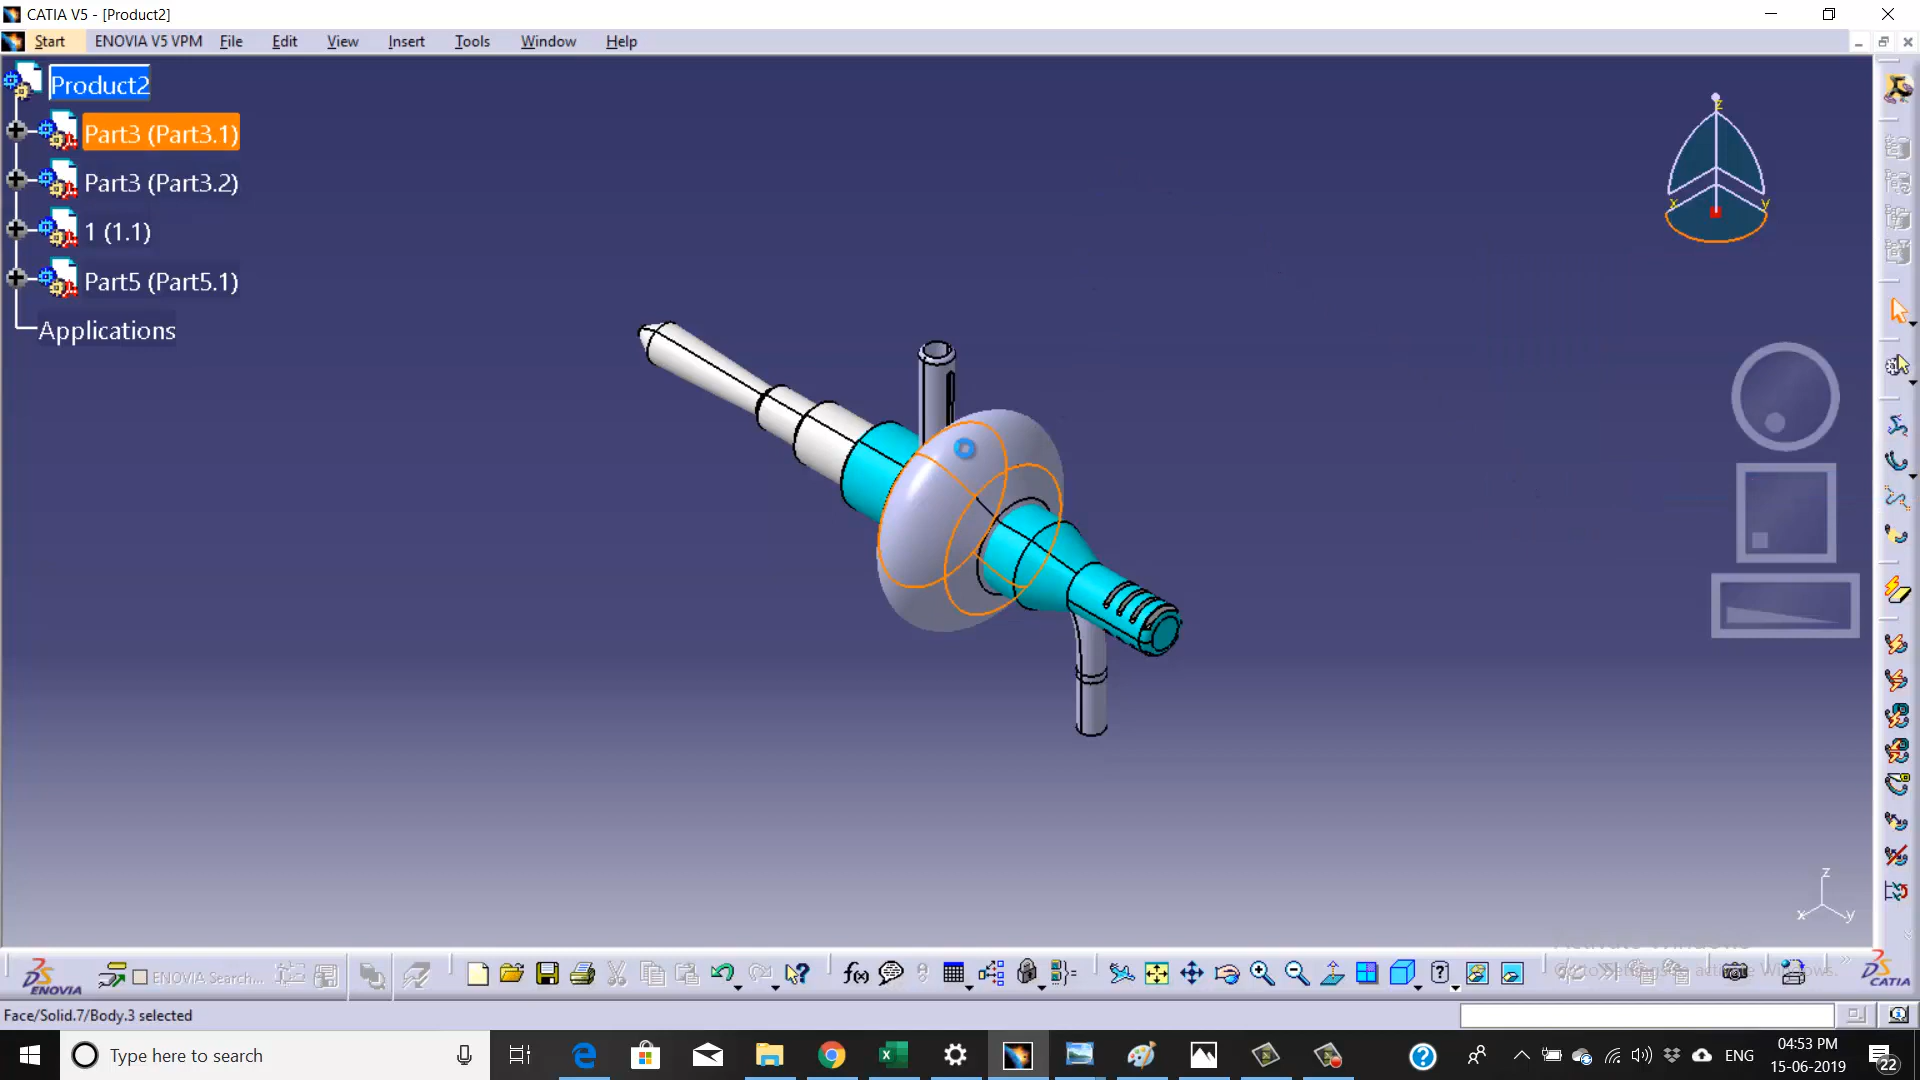 CATIA V5 - [Product2]
Start ENOVIA V5 VPM File Edit View Insert Tools Window Help
Product2
Part3 (Part3.1)
Part3 (Part3.2)
1 (1.1)
Part5 (Part5.1)
Applications
z
x y
z
x y
ENOVIA
ENOVIA Search...
f(x)
CATIA
Face/Solid.7/Body.3 selected
Type here to search
ENG
04:53 PM
15-06-2019
22